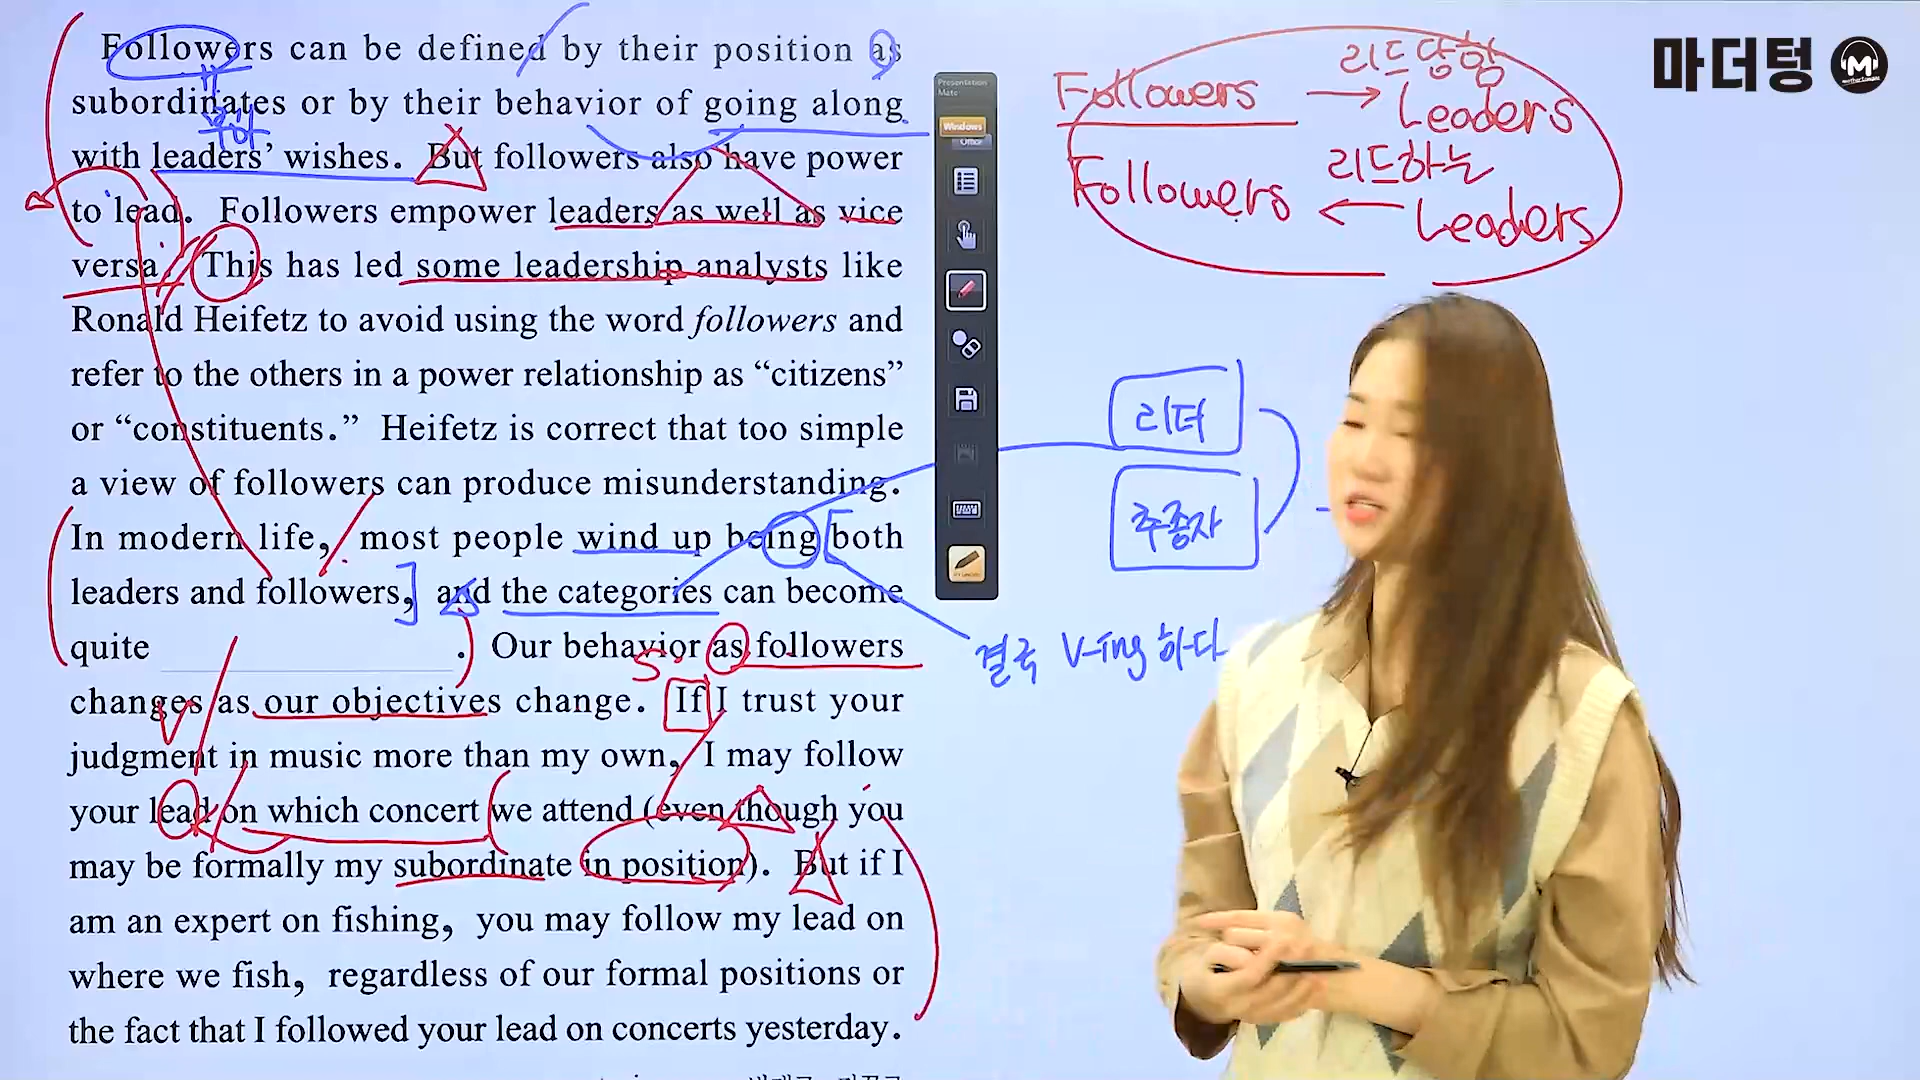 Followers can be defined by their position as
subordinates or by their behavior of going along
with leaders' wishes. But followers also have power
to lead. Followers empower leaders as well as vice
versa. This has led some leadership analysts like
Ronald Heifetz to avoid using the word followers and
refer to the others in a power relationship as “citizens”
or “constituents.” Heifetz is correct that too simple
a view of followers can produce misunderstanding.
In modern life, most people wind up being both
leaders and followers, and the categories can become
quite ________ . Our behavior as followers
changes as our objectives change. If I trust your
judgment in music more than my own, I may follow
your lead on which concert we attend (even though you
may be formally my subordinate in position). But if I
am an expert on fishing, you may follow my lead on
where we fish, regardless of our formal positions or
the fact that I followed your lead on concerts yesterday.
S
Presentation
Mate
Windows
Office
리드당함
Followers → Leaders
리드하는
Followers ← Leaders
리더
추종자
결국 V-ing 하다
마더텅
M